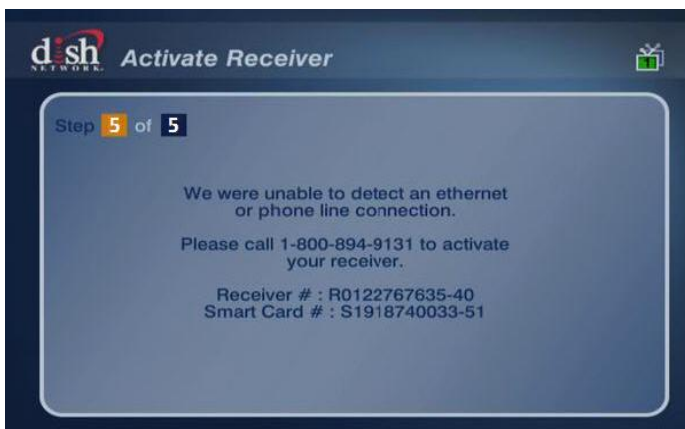 dish
NETWORK.
Activate Receiver
1
Step 5 of 5
We were unable to detect an ethernet
or phone line connection.
Please call 1-800-894-9131 to activate
your receiver.
Receiver # : R0122767635-40
Smart Card # : S1918740033-51